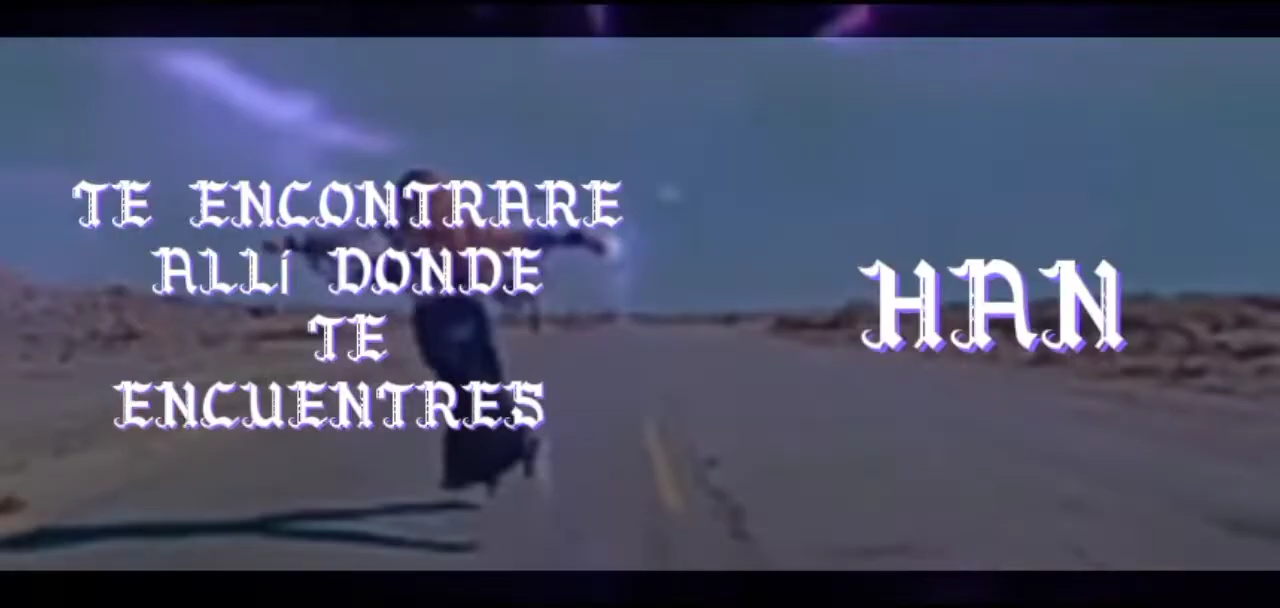 TE ENCONTRARE
ALLí DONDE
TE
ENCUENTRES
HAN